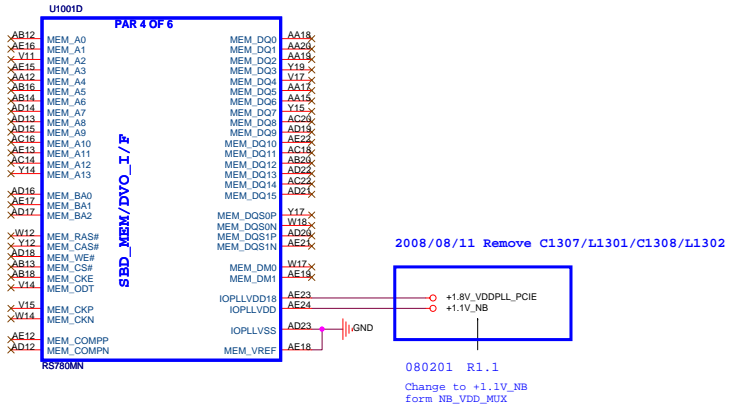 U1001D
PAR 4 OF 6
AB12 MEM_A0 MEM_DQ0 AA18
AE16 MEM_A1 MEM_DQ1 AA20
V11 MEM_A2 MEM_DQ2 AA19
AE15 MEM_A3 MEM_DQ3 Y19
AA12 MEM_A4 MEM_DQ4 V17
AB16 MEM_A5 MEM_DQ5 AA17
AB14 MEM_A6 MEM_DQ6 AA15
AD14 MEM_A7 MEM_DQ7 Y15
AD13 MEM_A8 MEM_DQ8 AC20
AD15 MEM_A9 MEM_DQ9 AD19
AC16 MEM_A10 MEM_DQ10 AE22
AE13 MEM_A11 MEM_DQ11 AC18
AC14 MEM_A12 MEM_DQ12 AB20
Y14 MEM_A13 MEM_DQ13 AD22
MEM_DQ14 AC22
AD16 MEM_BA0 MEM_DQ15 AD21
AE17 MEM_BA1
AD17 MEM_BA2 MEM_DQS0P Y17
MEM_DQS0N W18
W12 MEM_RAS# MEM_DQS1P AD20
Y12 MEM_CAS# MEM_DQS1N AE21
AD18 MEM_WE#
AB13 MEM_CS# MEM_DM0 W17
AB18 MEM_CKE MEM_DM1 AE19
V14 MEM_ODT
IOPLLVDD18 AE23
V15 MEM_CKP IOPLLVDD AE24
W14 MEM_CKN
IOPLLVSS AD23
AE12 MEM_COMPP
AD12 MEM_COMPN MEM_VREF AE18
SBD_MEM/DVO_I/F
RS780MN
GND
2008/08/11 Remove C1307/L1301/C1308/L1302
+1.8V_VDDPLL_PCIE
+1.1V_NB
080201 R1.1
Change to +1.1V_NB
form NB_VDD_MUX